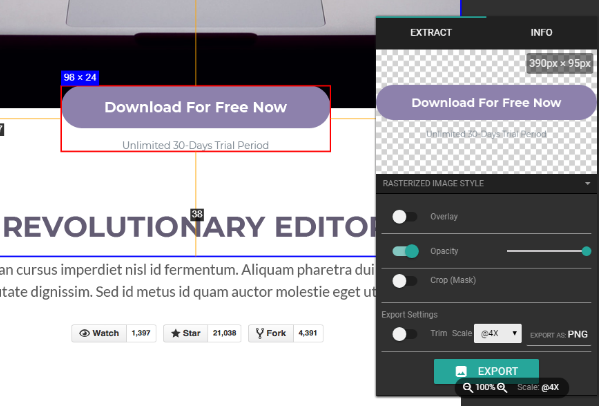 EXTRACT
INFO
390px × 95px
98 × 24
Download For Free Now
Unlimited 30-Days Trial Period
Download For Free Now
Unlimited 30-Days Trial Period
RASTERIZED IMAGE STYLE
Overlay
Opacity
Crop (Mask)
Export Settings
Trim Scale @4X EXPORT AS: PNG
EXPORT
100% Scale: @4X
7
38
REVOLUTIONARY EDITOR
an cursus imperdiet nisl id fermentum. Aliquam pharetra dui
utate dignissim. Sed id metus id quam auctor molestie eget ut
Watch 1,397
Star 21,038
Fork 4,391